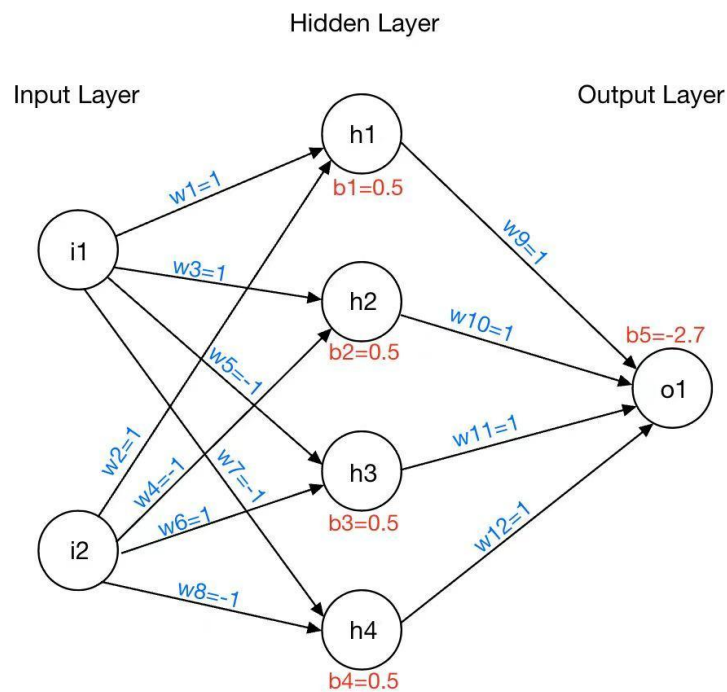 Hidden Layer
Input Layer
Output Layer
h1
b1=0.5
w1=1
i1
w3=1
w9=1
h2
b2=0.5
w10=1
b5=-2.7
o1
w5=-1
w2=1
w4=-1
w7=-1
w11=1
h3
b3=0.5
w6=1
i2
w8=-1
w12=1
h4
b4=0.5